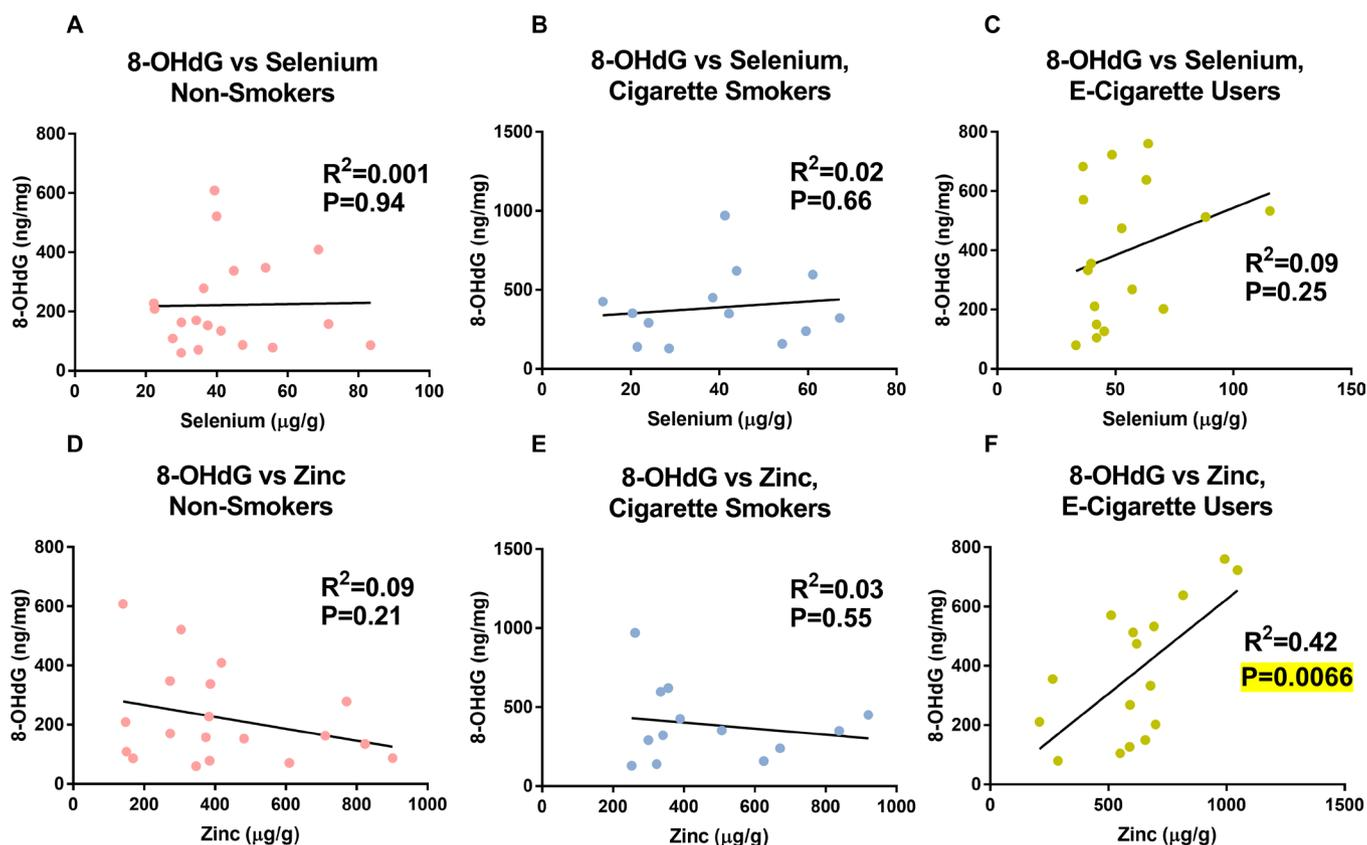 A
8-OHdG vs Selenium
Non-Smokers
8-OHdG (ng/mg)
800
600
400
200
0
R²=0.001
P=0.94
0 20 40 60 80 100
Selenium (μg/g)
B
8-OHdG vs Selenium,
Cigarette Smokers
8-OHdG (ng/mg)
1500
1000
500
0
R²=0.02
P=0.66
0 20 40 60 80
Selenium (μg/g)
C
8-OHdG vs Selenium,
E-Cigarette Users
8-OHdG (ng/mg)
800
600
400
200
0
R²=0.09
P=0.25
0 50 100 150
Selenium (μg/g)
D
8-OHdG vs Zinc
Non-Smokers
8-OHdG (ng/mg)
800
600
400
200
0
R²=0.09
P=0.21
0 200 400 600 800 1000
Zinc (μg/g)
E
8-OHdG vs Zinc,
Cigarette Smokers
8-OHdG (ng/mg)
1500
1000
500
0
R²=0.03
P=0.55
0 200 400 600 800 1000
Zinc (μg/g)
F
8-OHdG vs Zinc,
E-Cigarette Users
8-OHdG (ng/mg)
800
600
400
200
0
R²=0.42
P=0.0066
0 500 1000 1500
Zinc (μg/g)